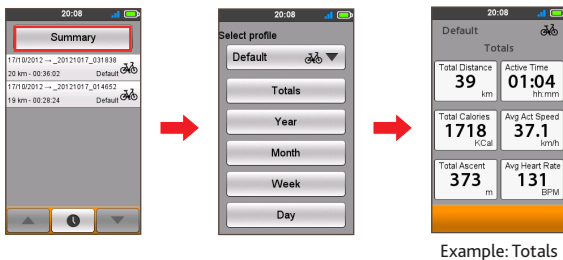 20:08
Summary
17/10/2012 → _20121017_031838
20 km - 00:36:02 Default
17/10/2012 → _20121017_014652
19 km - 00:28:24 Default
20:08
Select profile
Default
Totals
Year
Month
Week
Day
20:08
Default
Totals
Total Distance Active Time
39 01:04
km hh:mm
Total Calories Avg Act Speed
1718 37.1
KCal km/h
Total Ascent Avg Heart Rate
373 131
m BPM
Example: Totals